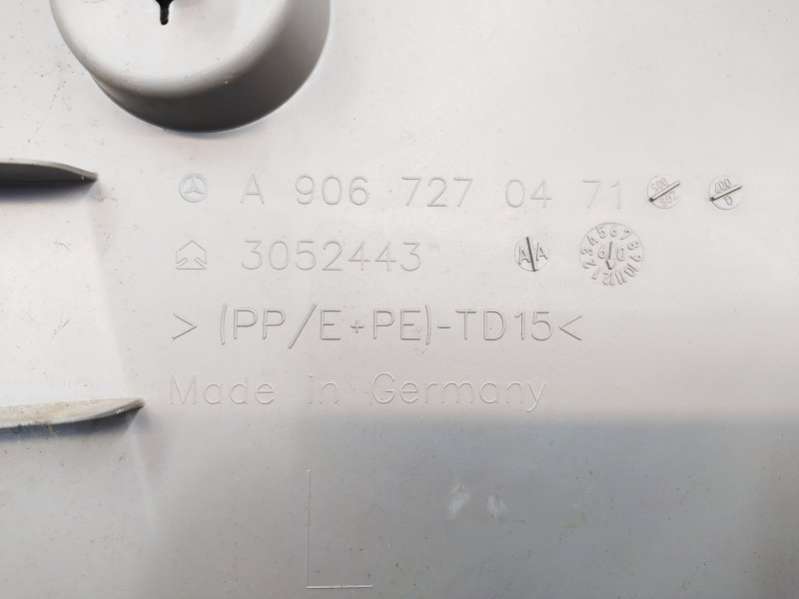 A 906 727 04 71
3052443 A A
>(PP/E+PE)-TD15<
Made in Germany